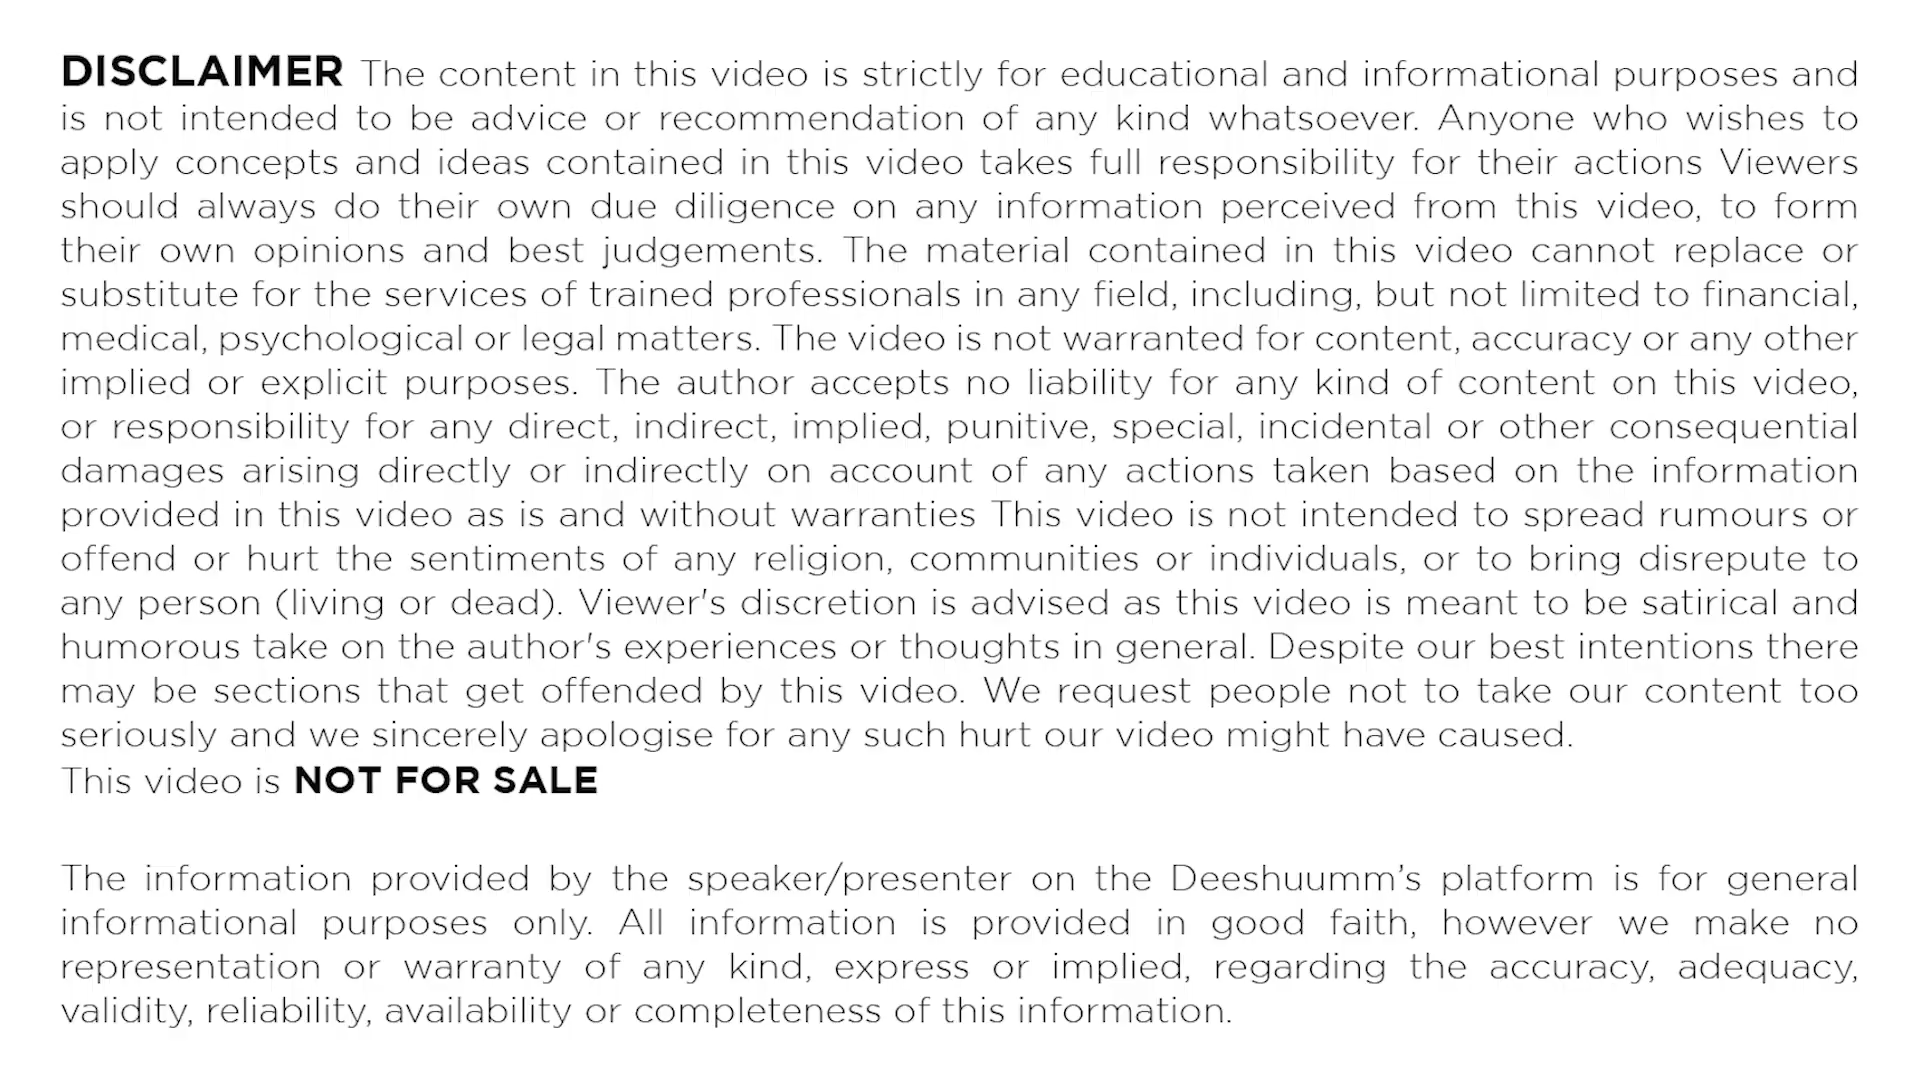 DISCLAIMER The content in this video is strictly for educational and informational purposes and
is not intended to be advice or recommendation of any kind whatsoever. Anyone who wishes to
apply concepts and ideas contained in this video takes full responsibility for their actions Viewers
should always do their own due diligence on any information perceived from this video, to form
their own opinions and best judgements. The material contained in this video cannot replace or
substitute for the services of trained professionals in any field, including, but not limited to financial,
medical, psychological or legal matters. The video is not warranted for content, accuracy or any other
implied or explicit purposes. The author accepts no liability for any kind of content on this video,
or responsibility for any direct, indirect, implied, punitive, special, incidental or other consequential
damages arising directly or indirectly on account of any actions taken based on the information
provided in this video as is and without warranties This video is not intended to spread rumours or
offend or hurt the sentiments of any religion, communities or individuals, or to bring disrepute to
any person (living or dead). Viewer's discretion is advised as this video is meant to be satirical and
humorous take on the author's experiences or thoughts in general. Despite our best intentions there
may be sections that get offended by this video. We request people not to take our content too
seriously and we sincerely apologise for any such hurt our video might have caused.
This video is NOT FOR SALE
The information provided by the speaker/presenter on the Deeshuumm’s platform is for general
informational purposes only. All information is provided in good faith, however we make no
representation or warranty of any kind, express or implied, regarding the accuracy, adequacy,
validity, reliability, availability or completeness of this information.